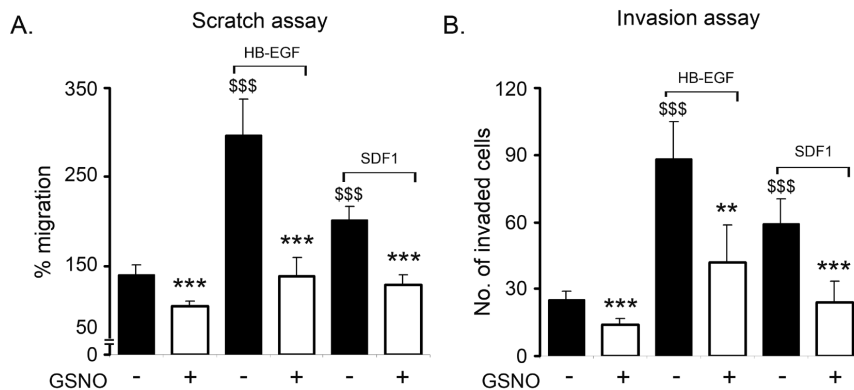 A.
Scratch assay
HB-EGF
$$$
SDF1
$$$
***
***
***
% migration
350
250
150
50
0
GSNO - + - + - +
B.
Invasion assay
HB-EGF
$$$
SDF1
$$$
**
***
***
No. of invaded cells
120
90
60
30
0
GSNO - + - + - +